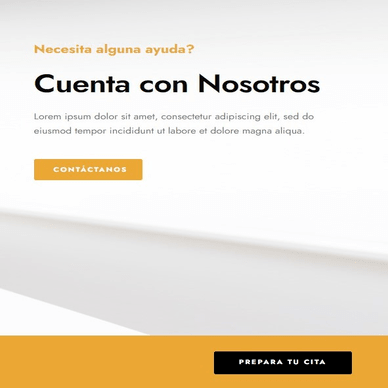 Necesita alguna ayuda?
Cuenta con Nosotros
Lorem ipsum dolor sit amet, consectetur adipiscing elit, sed do
eiusmod tempor incididunt ut labore et dolore magna aliqua.
CONTÁCTANOS
PREPARA TU CITA